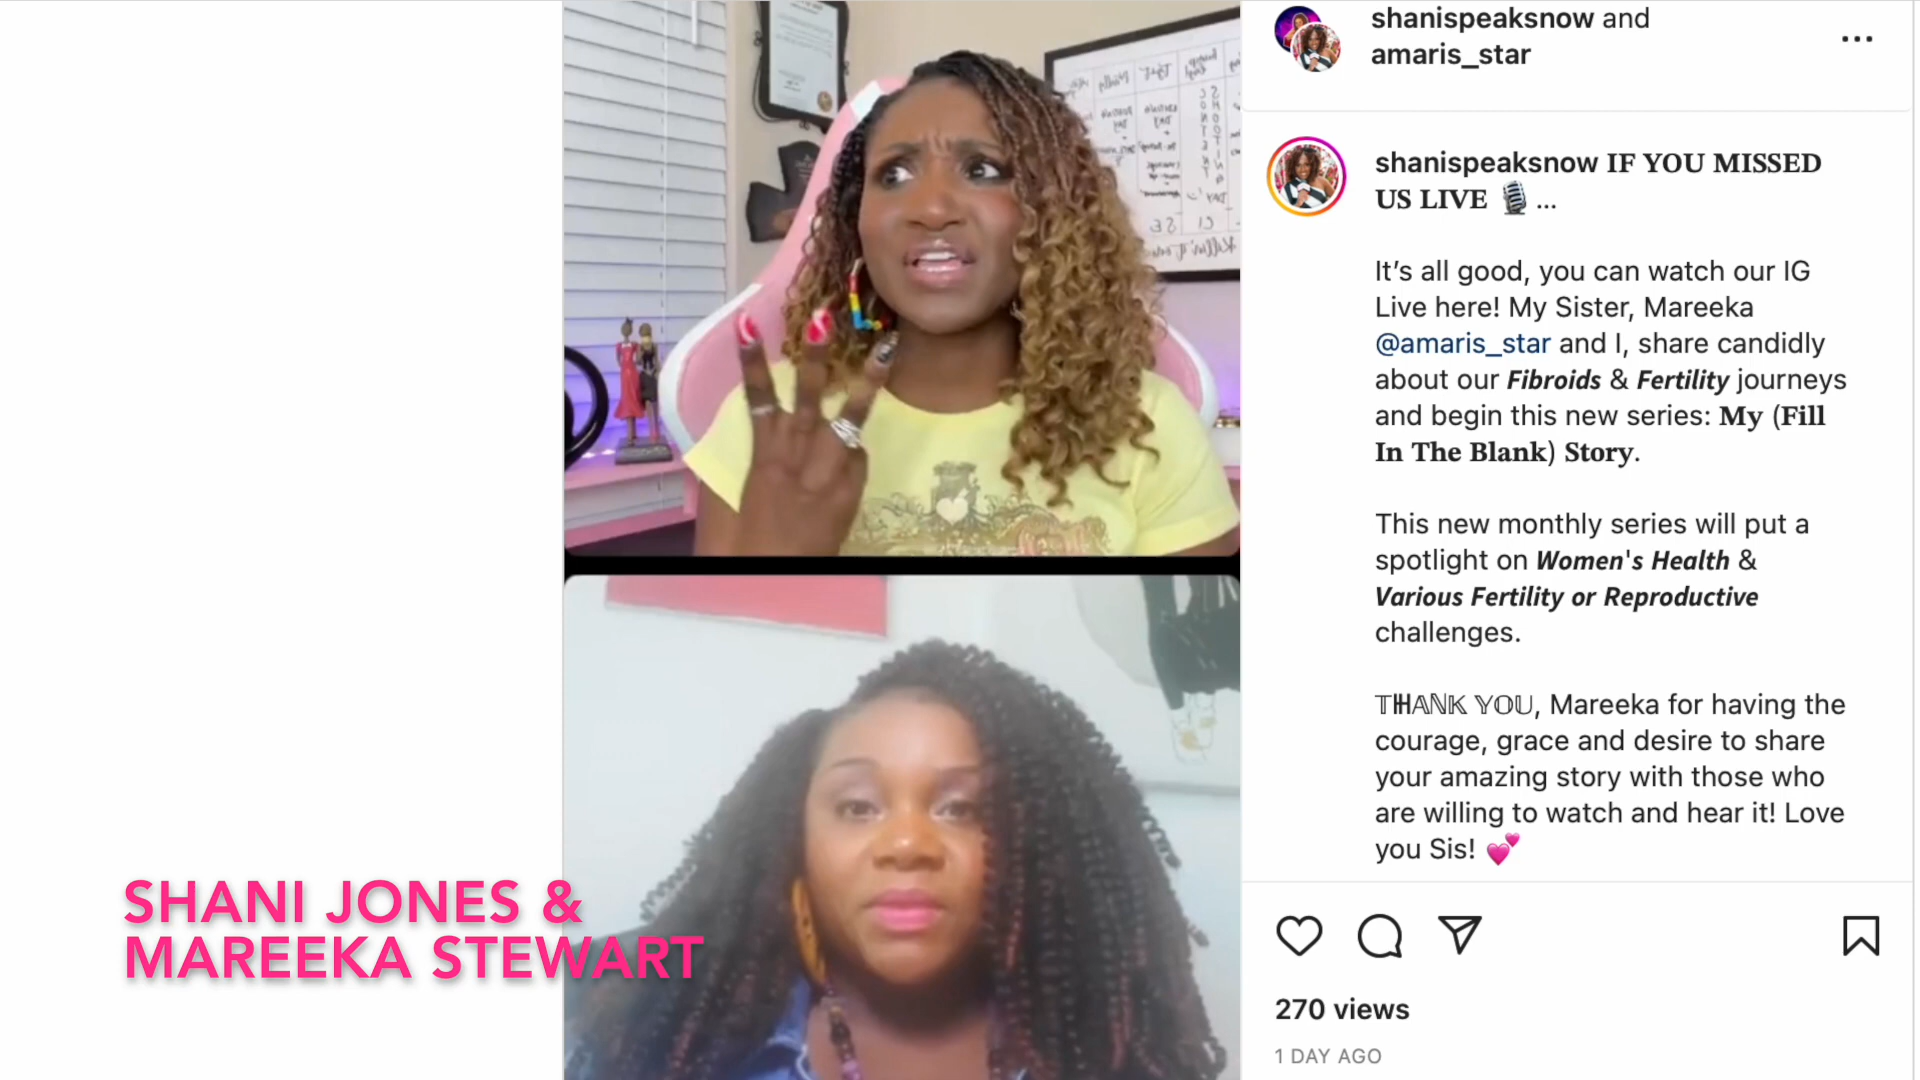 shanispeaksnow and
amaris_star
shanispeaksnow IF YOU MISSED
US LIVE 🎙️ ...
It's all good, you can watch our IG
Live here! My Sister, Mareeka
@amaris_star and I, share candidly
about our Fibroids & Fertility journeys
and begin this new series: My (Fill
In The Blank) Story.
This new monthly series will put a
spotlight on Women's Health &
Various Fertility or Reproductive
challenges.
𝕋ℍ𝔸ℕ𝕂 𝕐𝕆𝕌, Mareeka for having the
courage, grace and desire to share
your amazing story with those who
are willing to watch and hear it! Love
you Sis! 💕
270 views
1 DAY AGO
SHANI JONES &
MAREEKA STEWART